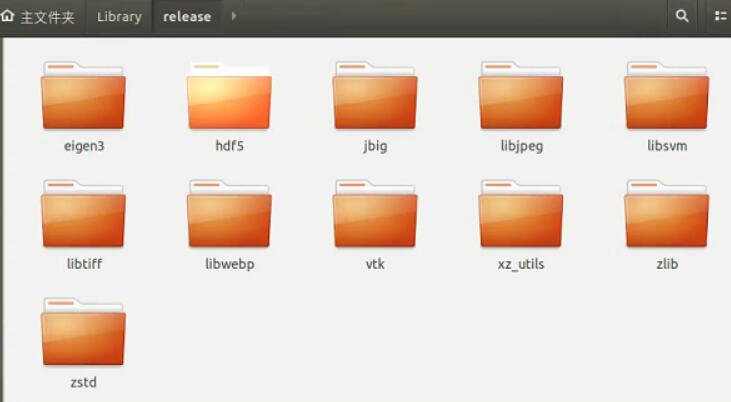 主文件夹 Library release
eigen3 hdf5 jbig libjpeg libsvm
libtiff libwebp vtk xz_utils zlib
zstd